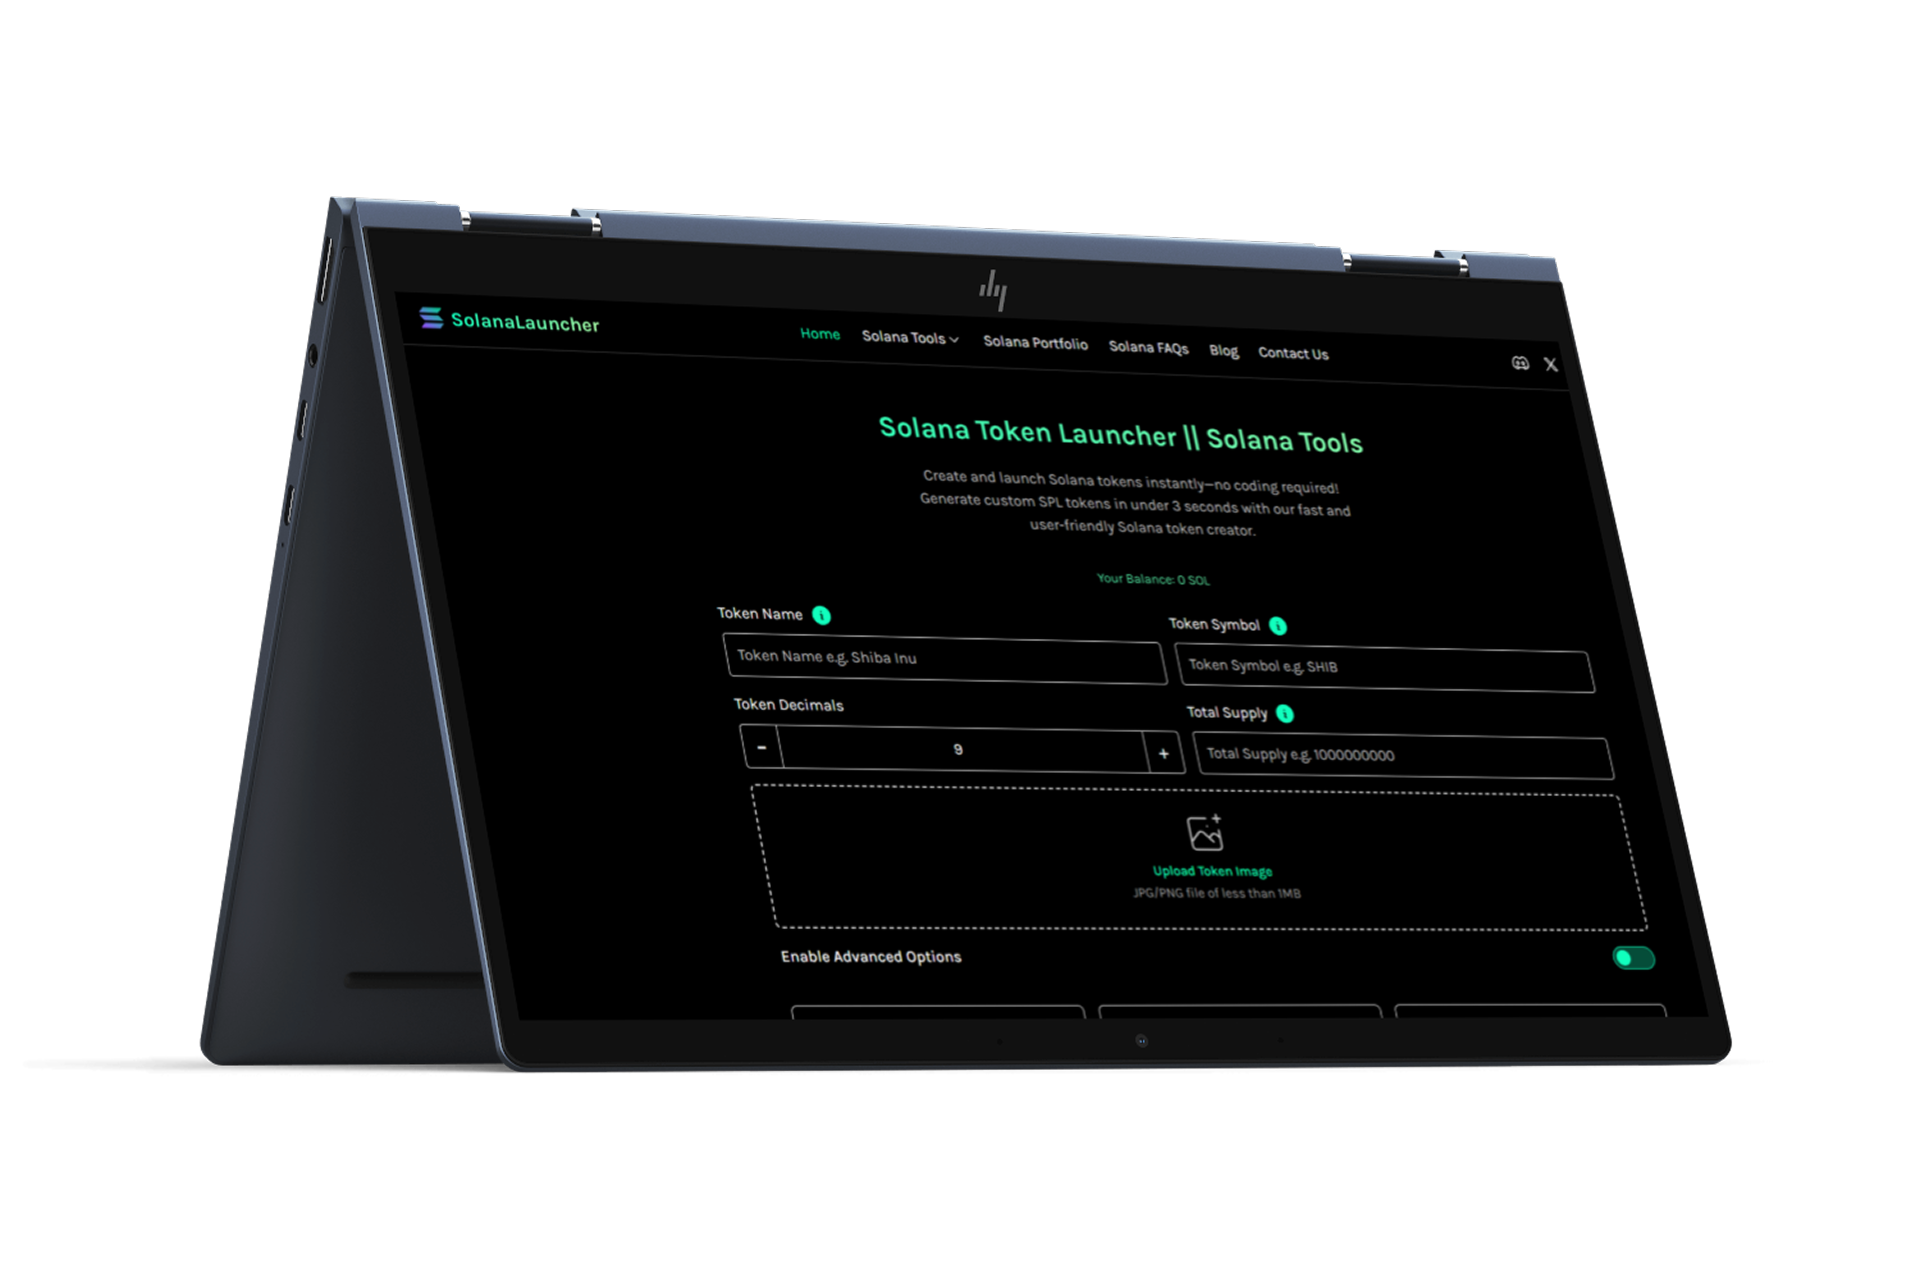 SolanaLauncher
Home Solana Tools Solana Portfolio Solana FAQs Blog Contact Us
Solana Token Launcher || Solana Tools
Create and launch Solana tokens instantly—no coding required!
Generate custom SPL tokens in under 3 seconds with our fast and
user-friendly Solana token creator.
Your Balance: 0 SOL
Token Name
Token Symbol
Token Name e.g. Shiba Inu
Token Symbol e.g. SHIB
Token Decimals
Total Supply
- 9 +
Total Supply e.g. 1000000000
Upload Token Image
JPG/PNG file of less than 1MB
Enable Advanced Options